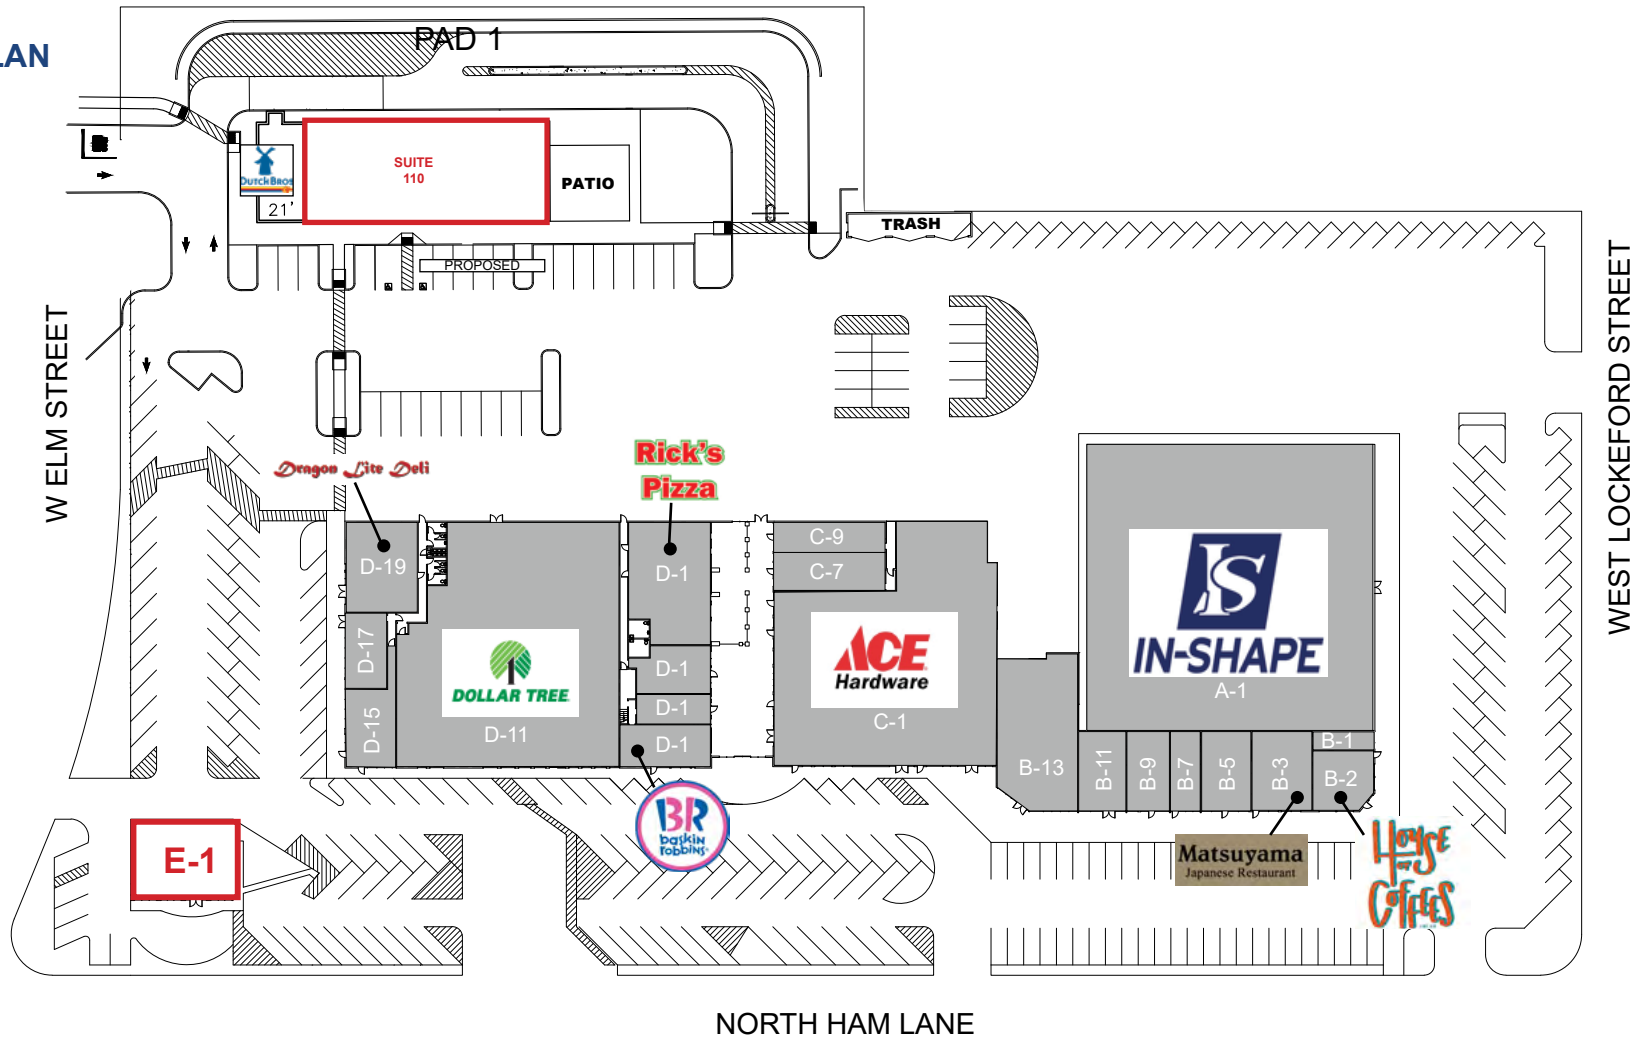 LAN
PAD 1
Dutch Bros
21'
SUITE
110
PATIO
TRASH
PROPOSED
W ELM STREET
WEST LOCKEFORD STREET
Dragon Lite Deli
Rick's
Pizza
D-19
D-17
D-15
DOLLAR TREE
D-11
D-1
D-1
D-1
D-1
C-9
C-7
ACE
Hardware
C-1
IS
IN-SHAPE
A-1
B-13
B-11
B-9
B-7
B-5
B-3
B-1
B-2
BR
baskin
robbins
E-1
Matsuyama
Japanese Restaurant
HOUSE
OF
COFFEES
NORTH HAM LANE